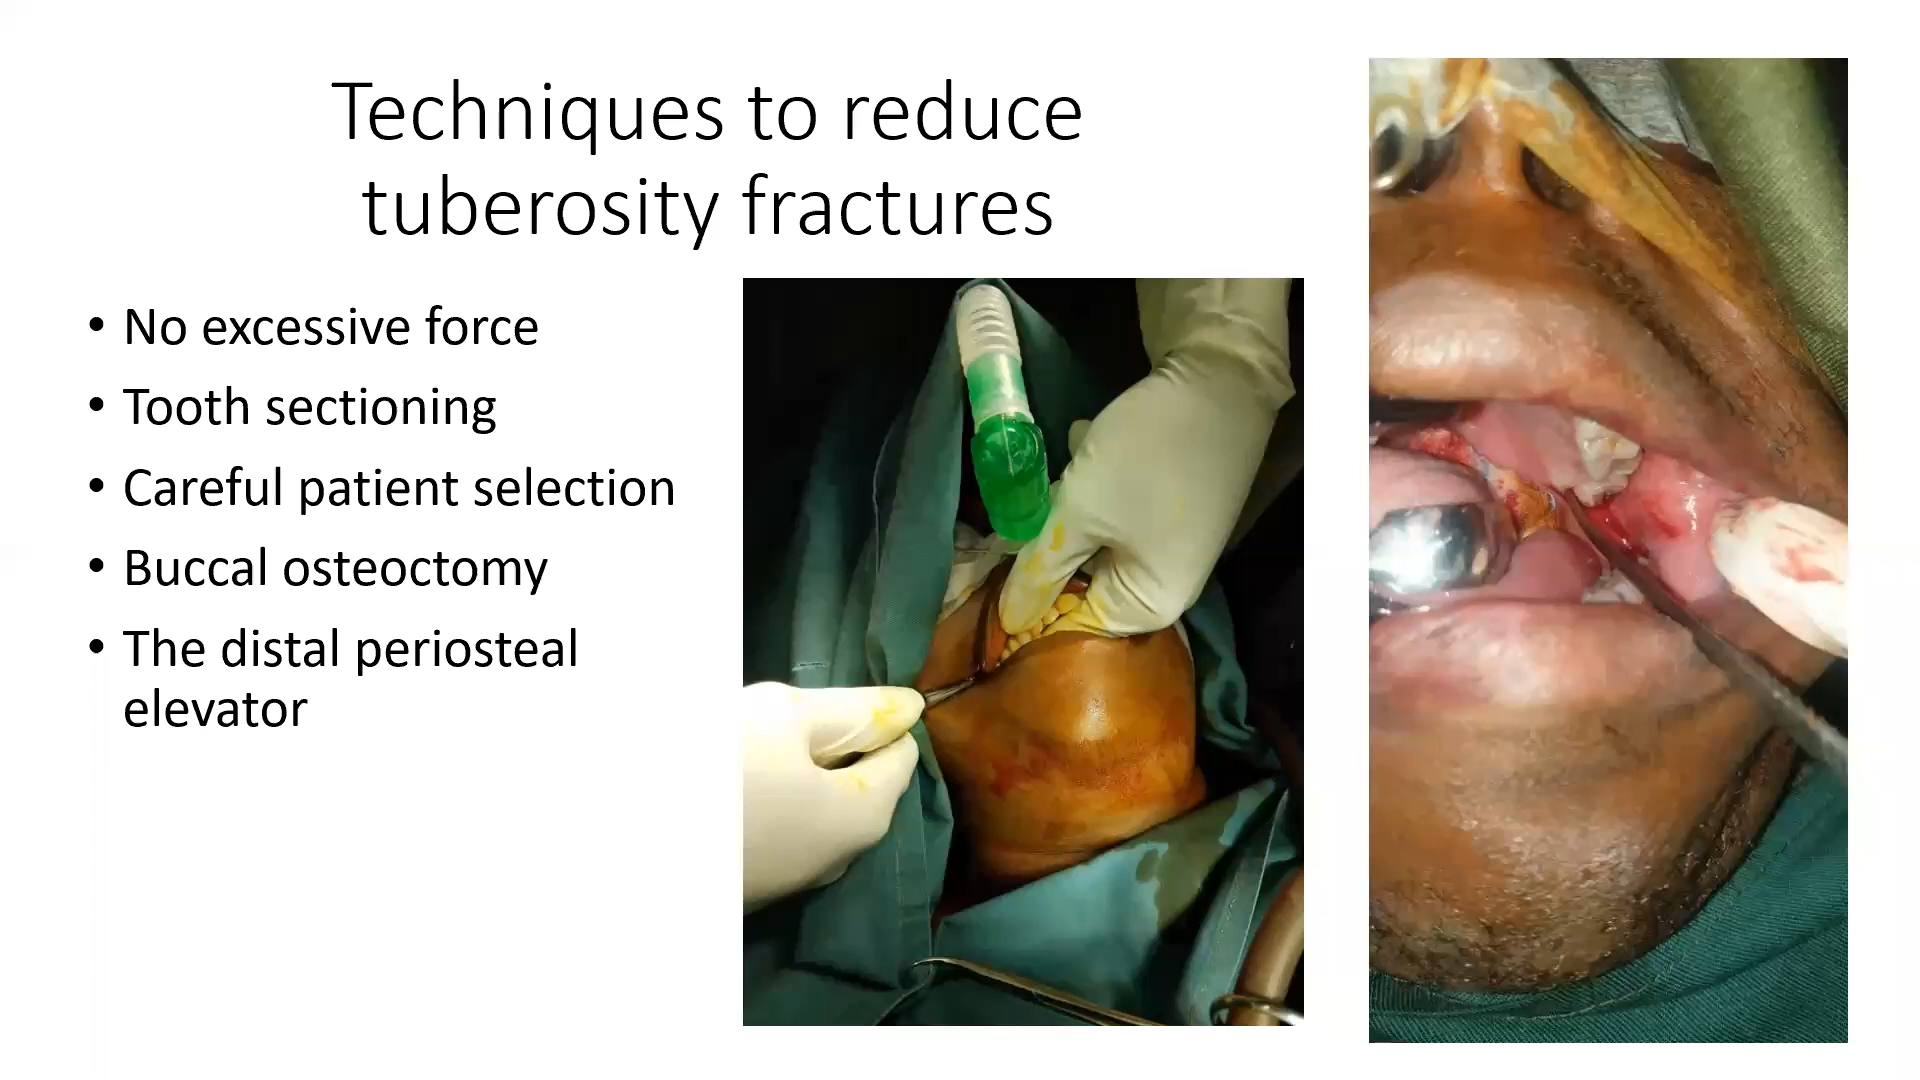 Techniques to reduce
tuberosity fractures
• No excessive force
• Tooth sectioning
• Careful patient selection
• Buccal osteoctomy
• The distal periosteal
elevator